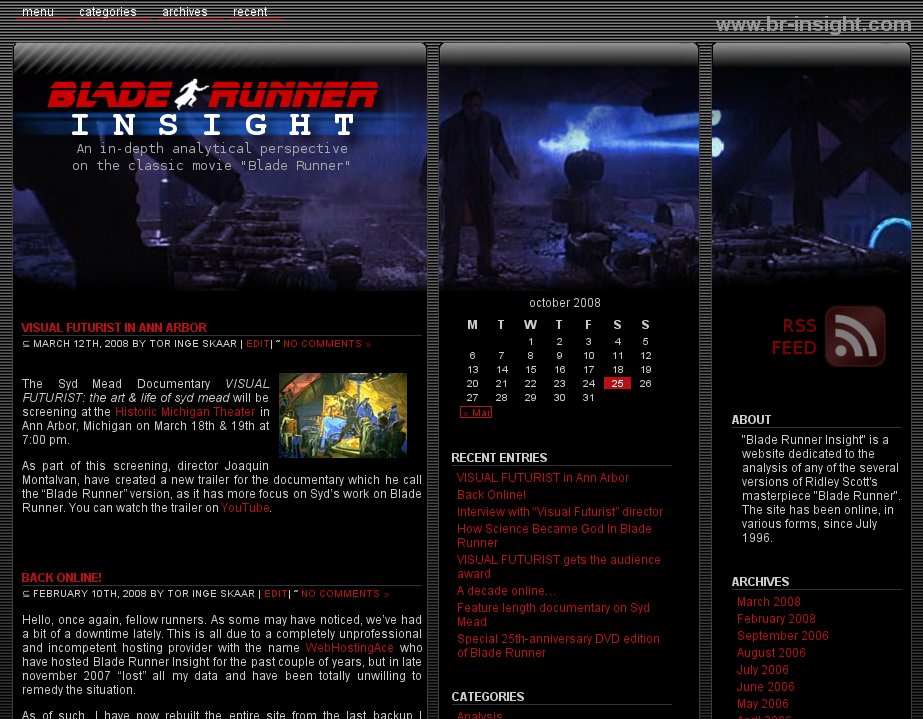 menu categories archives recent
www.br-insight.com
BLADE RUNNER
INSIGHT
An in-depth analytical perspective
on the classic movie "Blade Runner"
VISUAL FUTURIST IN ANN ARBOR
⊆ MARCH 12TH, 2008 BY TOR INGE SKAAR | EDIT| ˜ NO COMMENTS »
The Syd Mead Documentary VISUAL
FUTURIST: the art & life of syd mead will be
screening at the Historic Michigan Theater in
Ann Arbor, Michigan on March 18th & 19th at
7:00 pm.
As part of this screening, director Joaquin
Montalvan, have created a new trailer for the documentary which he call
the “Blade Runner” version, as it has more focus on Syd’s work on Blade
Runner. You can watch the trailer on YouTube.
BACK ONLINE!
⊆ FEBRUARY 10TH, 2008 BY TOR INGE SKAAR | EDIT| ˜ NO COMMENTS »
Hello, once again, fellow runners. As some may have noticed, we’ve had
a bit of a downtime lately. This is all due to a completely unprofessional
and incompetent hosting provider with the name WebHostingAce who
have hosted Blade Runner Insight for the past couple of years, but in late
november 2007 “lost” all my data and have been totally unwilling to
remedy the situation.
As of such, I have now rebuilt the entire site from the last backup I
october 2008
M T W T F S S
1 2 3 4 5
6 7 8 9 10 11 12
13 14 15 16 17 18 19
20 21 22 23 24 25 26
27 28 29 30 31
« Mar
RECENT ENTRIES
VISUAL FUTURIST in Ann Arbor
Back Online!
Interview with “Visual Futurist” director
How Science Became God In Blade
Runner
VISUAL FUTURIST gets the audience
award
A decade online…
Feature length documentary on Syd
Mead
Special 25th-anniversary DVD edition
of Blade Runner
CATEGORIES
Analysis
RSS
FEED
ABOUT
"Blade Runner Insight" is a
website dedicated to the
analysis of any of the several
versions of Ridley Scott's
masterpiece "Blade Runner".
The site has been online, in
various forms, since July
1996.
ARCHIVES
March 2008
February 2008
September 2006
August 2006
July 2006
June 2006
May 2006
April 2006